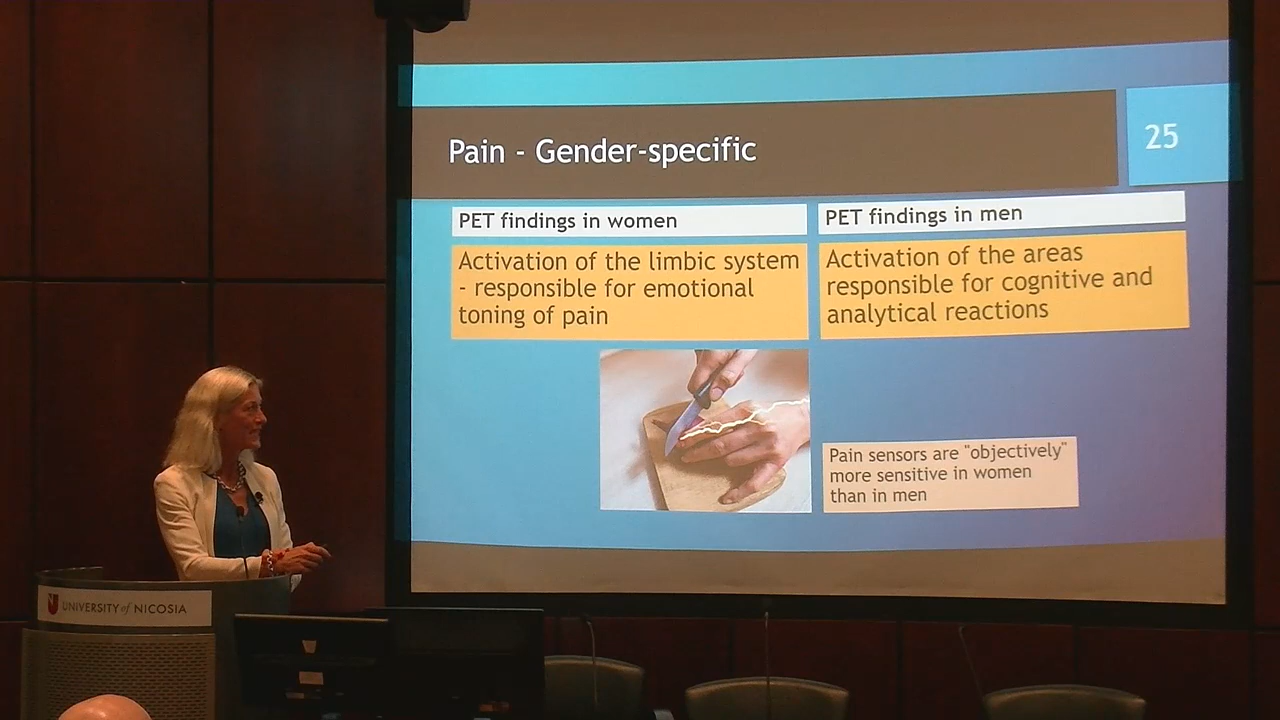 Pain - Gender-specific
25
PET findings in women
Activation of the limbic system
- responsible for emotional
toning of pain
PET findings in men
Activation of the areas
responsible for cognitive and
analytical reactions
Pain sensors are "objectively"
more sensitive in women
than in men
UNIVERSITY of NICOSIA